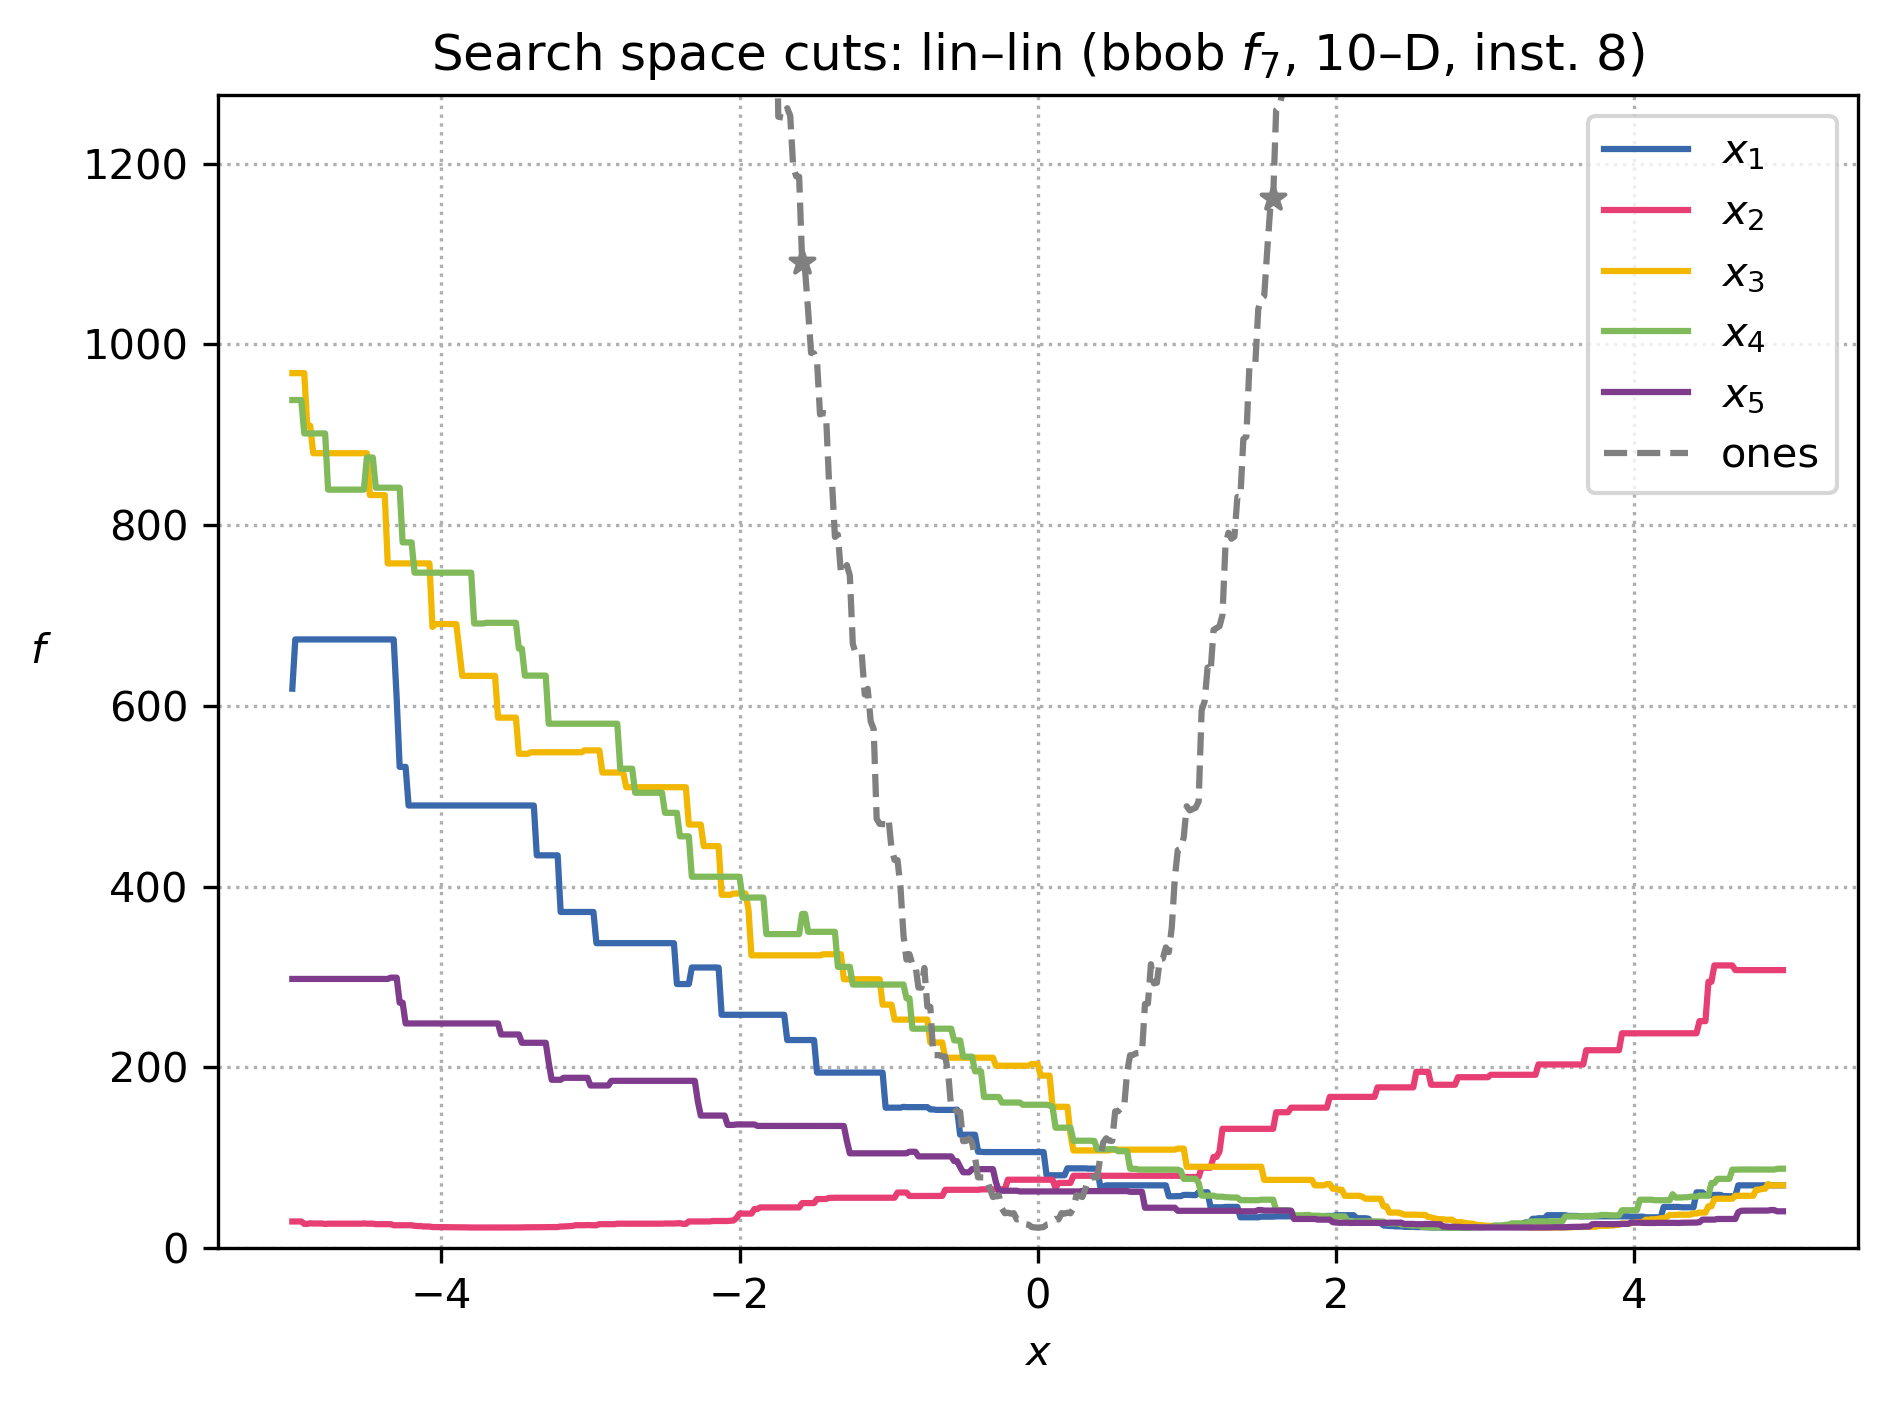 Search space cuts: lin–lin (bbob f₇, 10–D, inst. 8)
1200
1000
800
600
400
200
0
f
−4
−2
0
2
4
x
x₁
x₂
x₃
x₄
x₅
ones